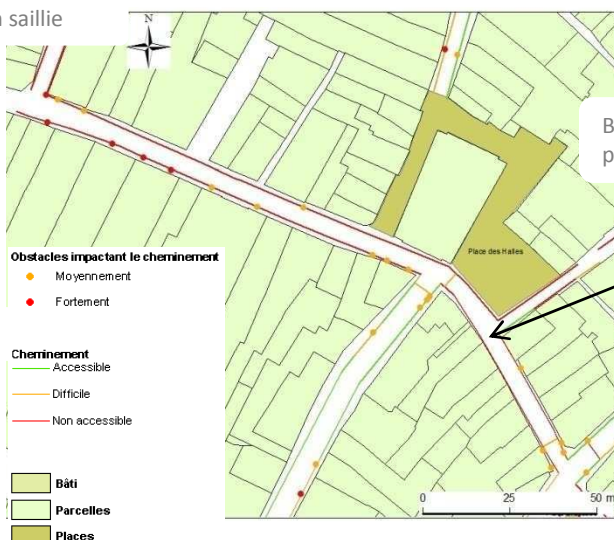 saillie
N
B
p
Place des Halles
Obstacles impactant le cheminement
Moyennement
Fortement
Cheminement
Accessible
Difficile
Non accessible
Bâti
Parcelles
Places
0 25 50 m